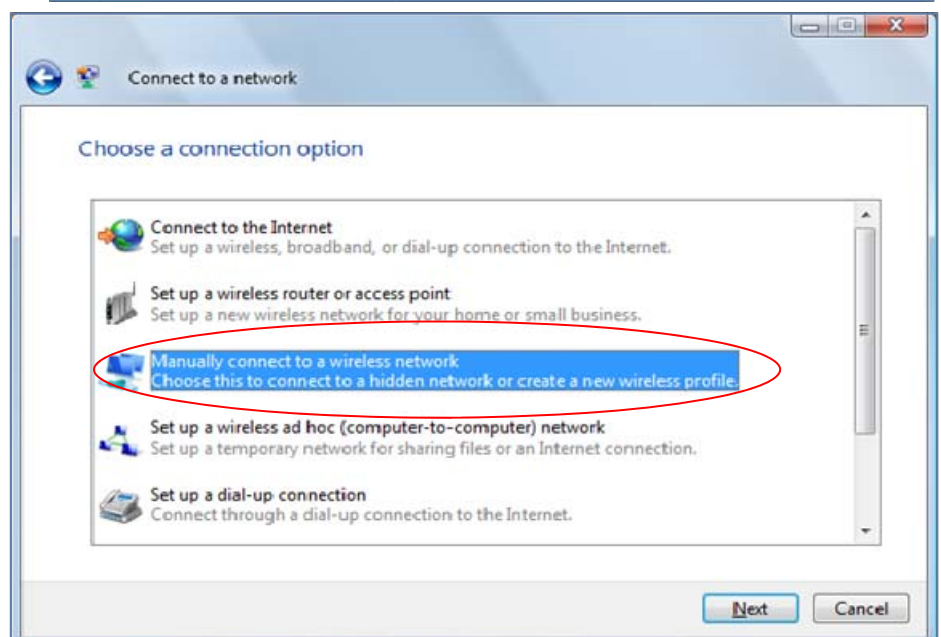 Connect to a network
Choose a connection option
Connect to the Internet
Set up a wireless, broadband, or dial-up connection to the Internet.
Set up a wireless router or access point
Set up a new wireless network for your home or small business.
Manually connect to a wireless network
Choose this to connect to a hidden network or create a new wireless profile.
Set up a wireless ad hoc (computer-to-computer) network
Set up a temporary network for sharing files or an Internet connection.
Set up a dial-up connection
Connect through a dial-up connection to the Internet.
Next Cancel